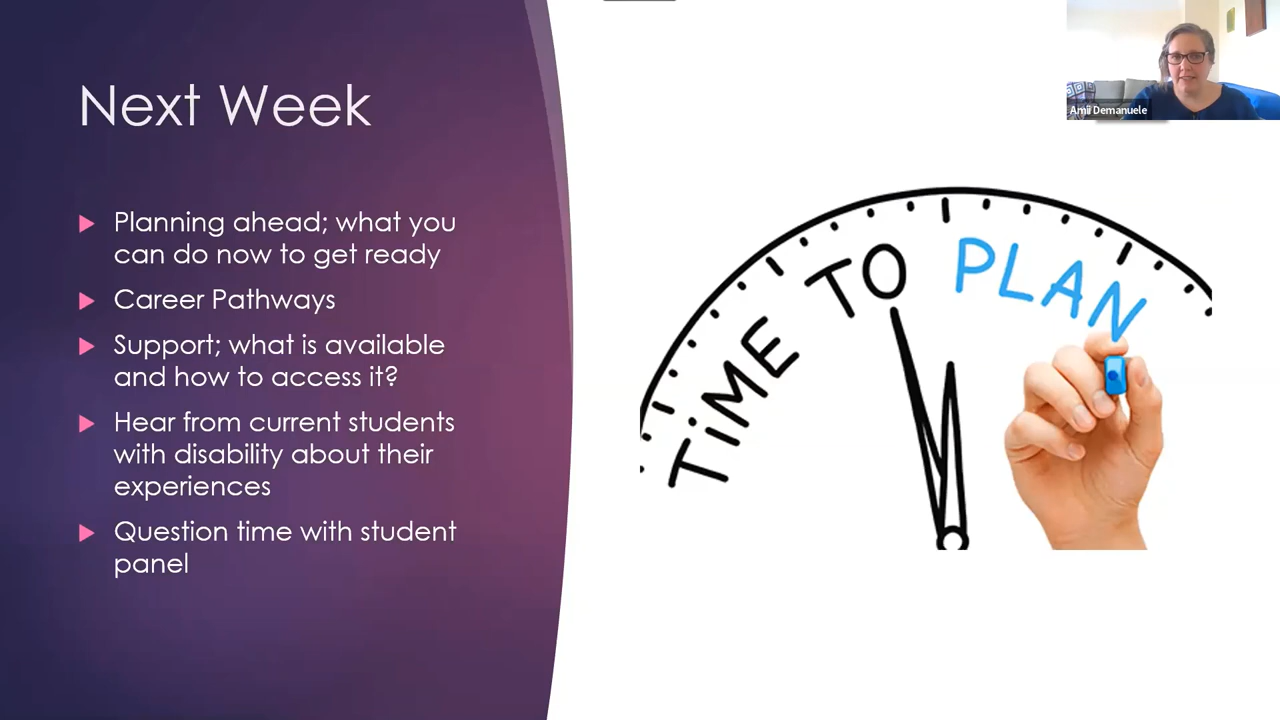 Next Week
Planning ahead; what you
can do now to get ready
Career Pathways
Support; what is available
and how to access it?
Hear from current students
with disability about their
experiences
Question time with student
panel
TiME TO PLAN
Amii Demanuele